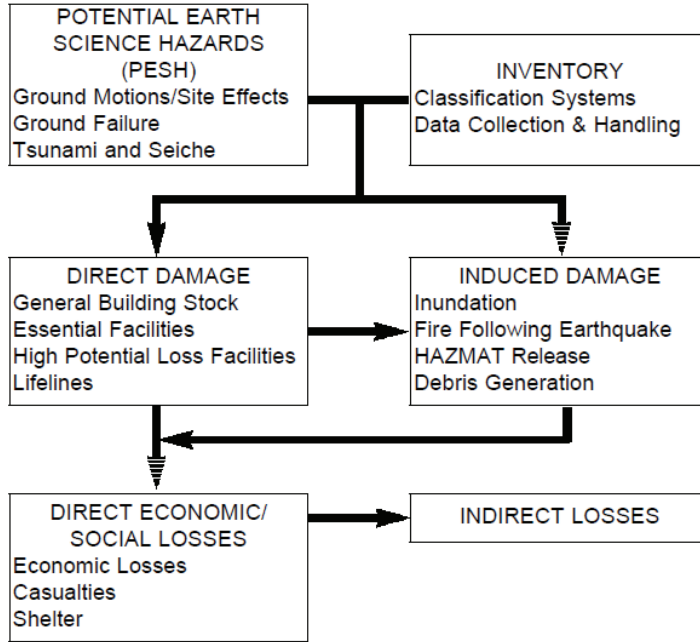 POTENTIAL EARTH
SCIENCE HAZARDS
(PESH)
Ground Motions/Site Effects
Ground Failure
Tsunami and Seiche
INVENTORY
Classification Systems
Data Collection & Handling
DIRECT DAMAGE
General Building Stock
Essential Facilities
High Potential Loss Facilities
Lifelines
INDUCED DAMAGE
Inundation
Fire Following Earthquake
HAZMAT Release
Debris Generation
DIRECT ECONOMIC/
SOCIAL LOSSES
Economic Losses
Casualties
Shelter
INDIRECT LOSSES